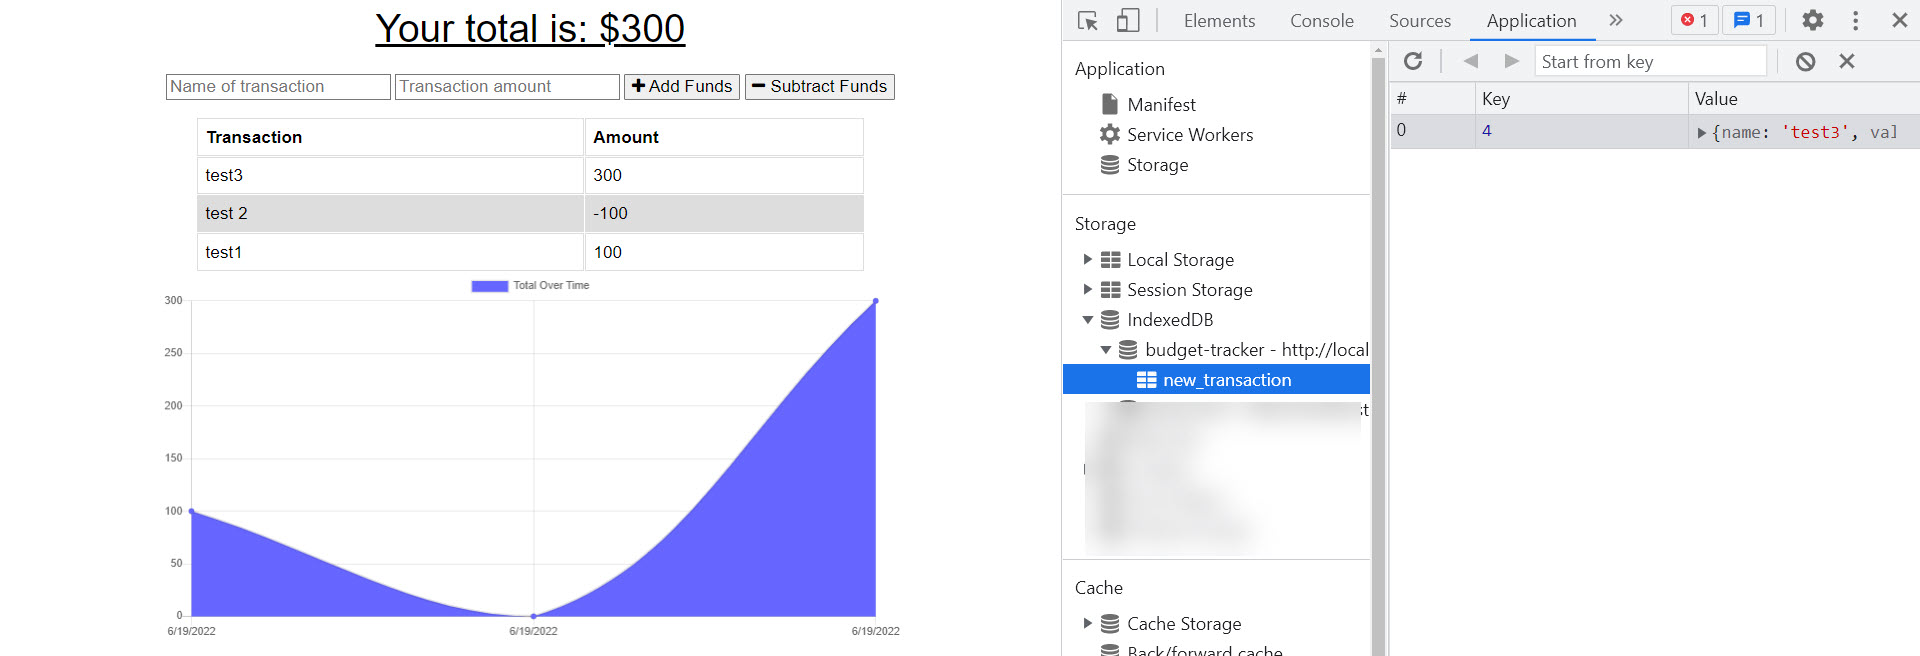 Your total is: $300
Name of transaction Transaction amount Add Funds Subtract Funds
Transaction Amount
test3 300
test 2 -100
test1 100
Total Over Time
300
250
200
150
100
50
0
6/19/2022 6/19/2022 6/19/2022
Elements Console Sources Application » 1 1
Application
Manifest
Service Workers
Storage
Storage
Local Storage
Session Storage
IndexedDB
budget-tracker - http://local
new_transaction
st
Cache
Cache Storage
Back/forward cache
Start from key
# Key Value
0 4 {name: 'test3', val